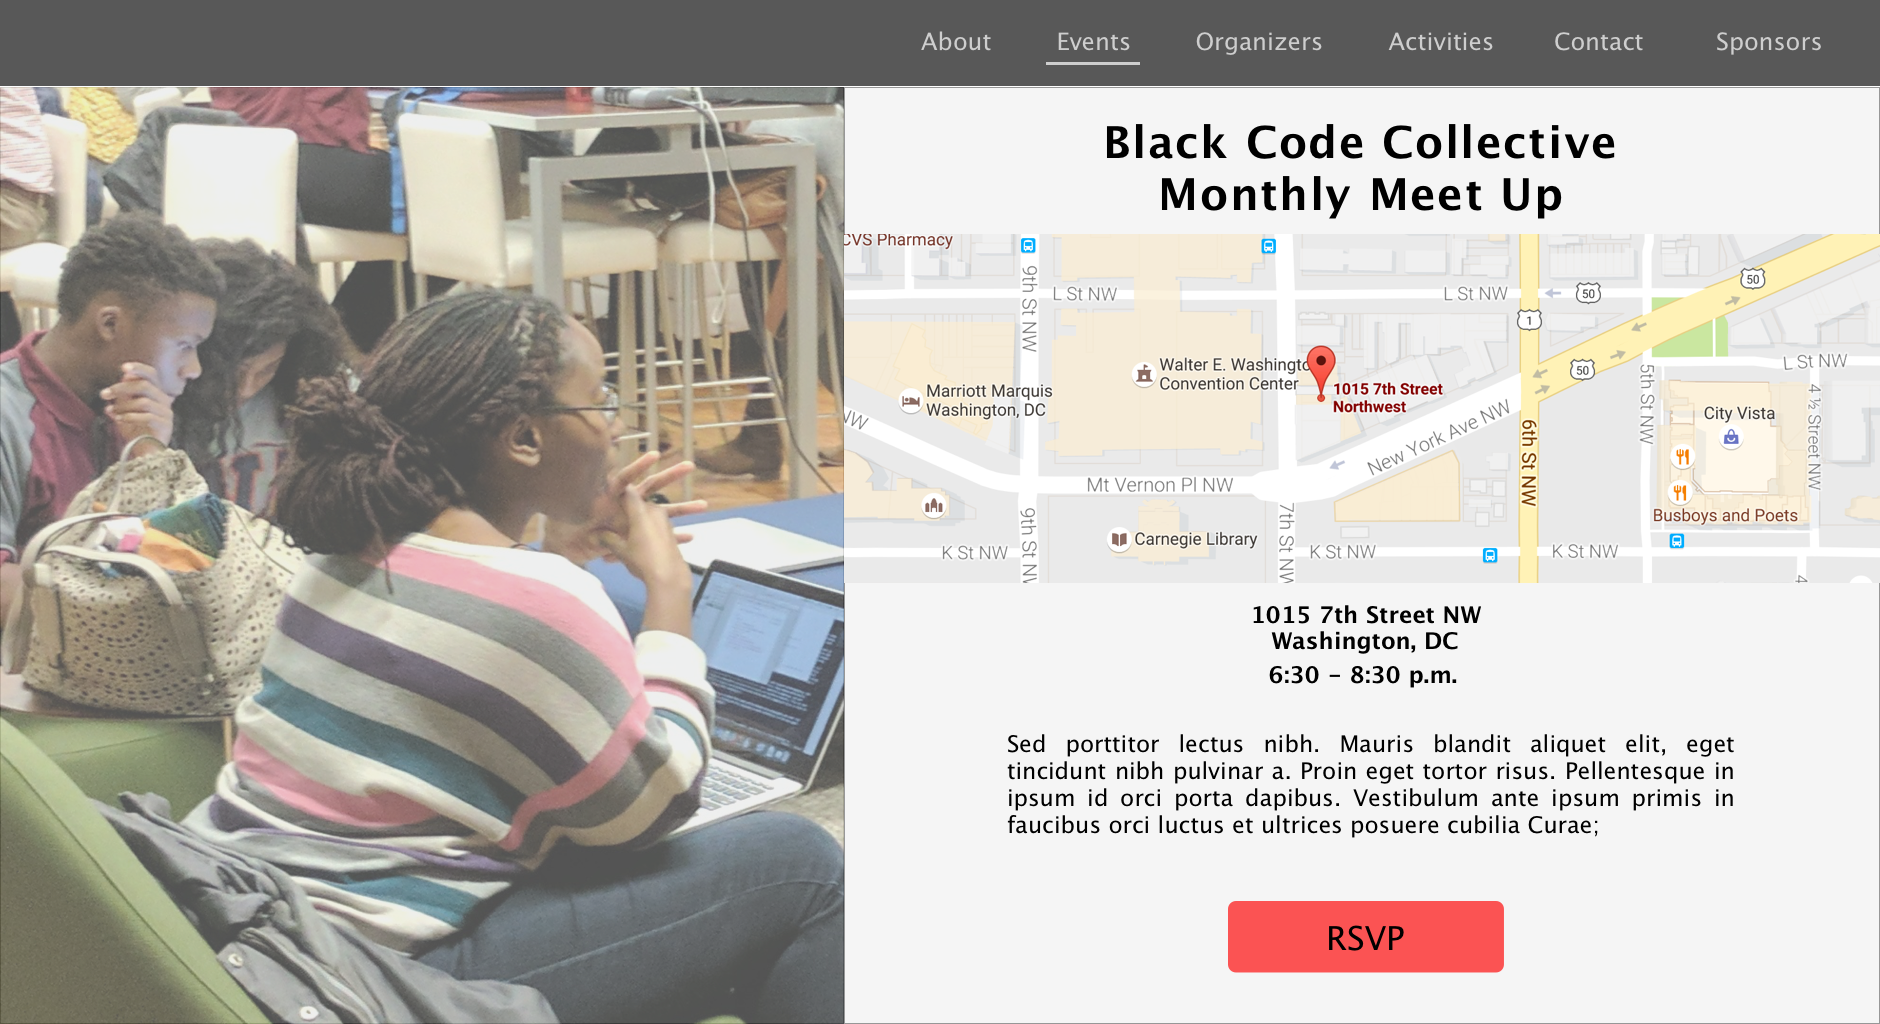 About Events Organizers Activities Contact Sponsors
Black Code Collective
Monthly Meet Up
CVS Pharmacy
9th St NW
L St NW
L St NW
50
50
1
50
L St NW
Walter E. Washingto
Convention Center
1015 7th Street
Northwest
Marriott Marquis
Washington, DC
NW
New York Ave NW
6th St NW
5th St NW
4 ½ Street NW
City Vista
Mt Vernon Pl NW
Busboys and Poets
9th St NW
7th St NW
Carnegie Library
K St NW
K St NW
K St NW
4
1015 7th Street NW
Washington, DC
6:30 – 8:30 p.m.
Sed porttitor lectus nibh. Mauris blandit aliquet elit, eget
tincidunt nibh pulvinar a. Proin eget tortor risus. Pellentesque in
ipsum id orci porta dapibus. Vestibulum ante ipsum primis in
faucibus orci luctus et ultrices posuere cubilia Curae;
RSVP